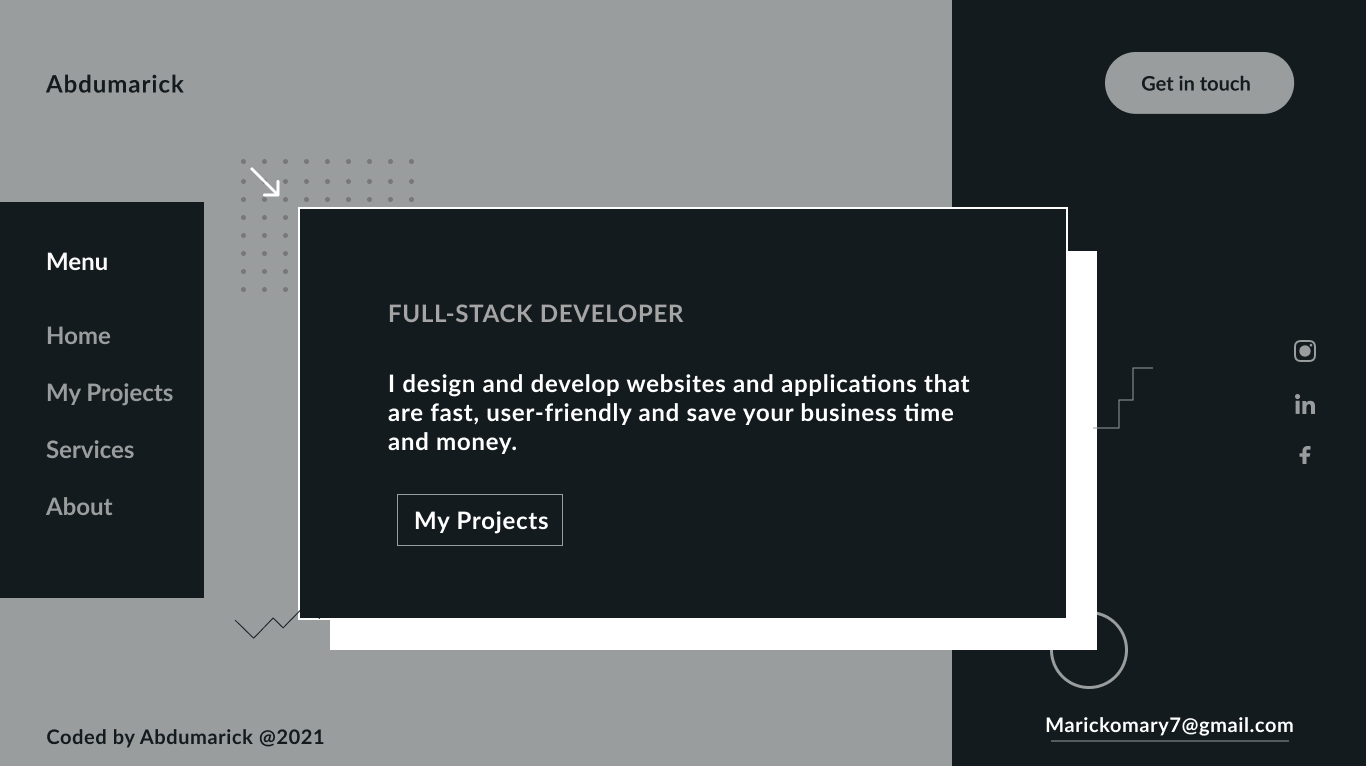 Abdumarick
Get in touch
Menu
Home
My Projects
Services
About
FULL-STACK DEVELOPER
I design and develop websites and applications that
are fast, user-friendly and save your business time
and money.
My Projects
in
f
Coded by Abdumarick @2021
Marickomary7@gmail.com